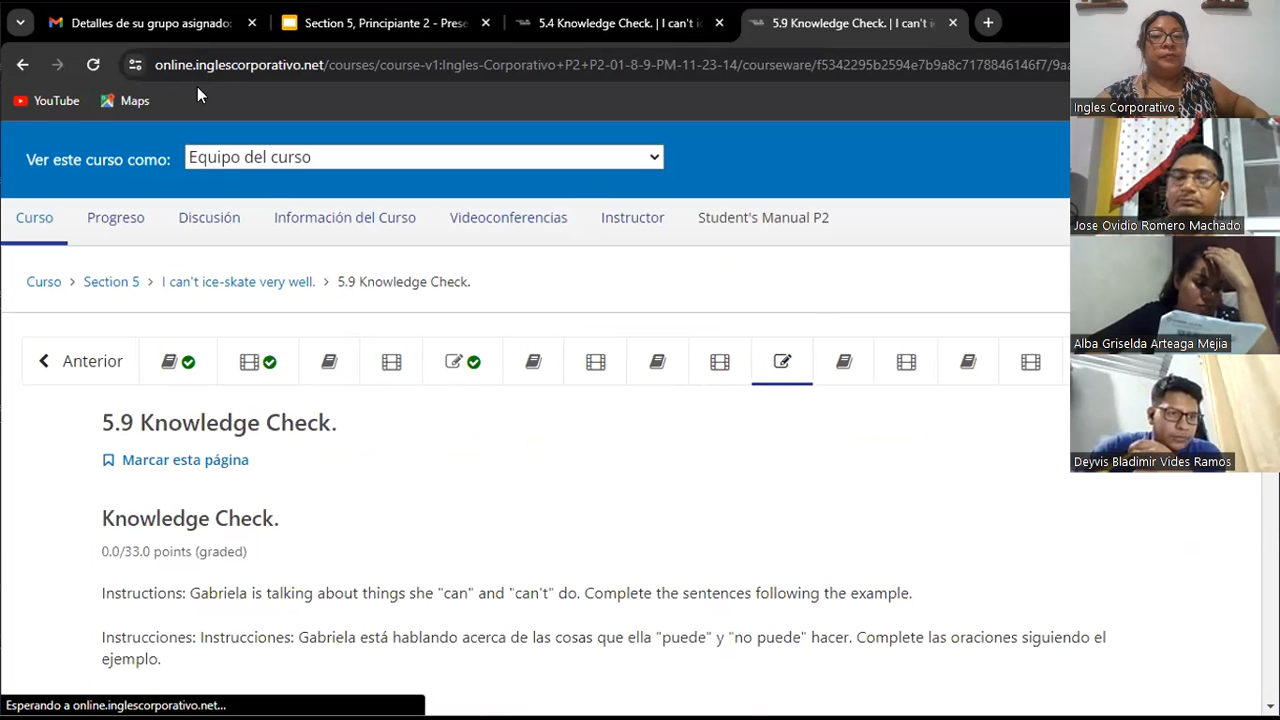 Detalles de su grupo asignado:
Section 5, Principiante 2 - Prese
5.4 Knowledge Check. | I can't i
5.9 Knowledge Check. | I can't i
online.inglescorporativo.net/courses/course-v1:Ingles-Corporativo+P2+P2-01-8-9-PM-11-23-14/courseware/f5342295b2594e7b9a8c7178846146f7/9aa
YouTube
Maps
Ver este curso como:
Equipo del curso
Curso
Progreso
Discusión
Información del Curso
Videoconferencias
Instructor
Student's Manual P2
Curso > Section 5 > I can't ice-skate very well. > 5.9 Knowledge Check.
Anterior
5.9 Knowledge Check.
Marcar esta página
Knowledge Check.
0.0/33.0 points (graded)
Instructions: Gabriela is talking about things she "can" and "can't" do. Complete the sentences following the example.
Instrucciones: Instrucciones: Gabriela está hablando acerca de las cosas que ella "puede" y "no puede" hacer. Complete las oraciones siguiendo el
ejemplo.
Esperando a online.inglescorporativo.net...
Ingles Corporativo
Jose Ovidio Romero Machado
Alba Griselda Arteaga Mejia
Deyvis Bladimir Vides Ramos